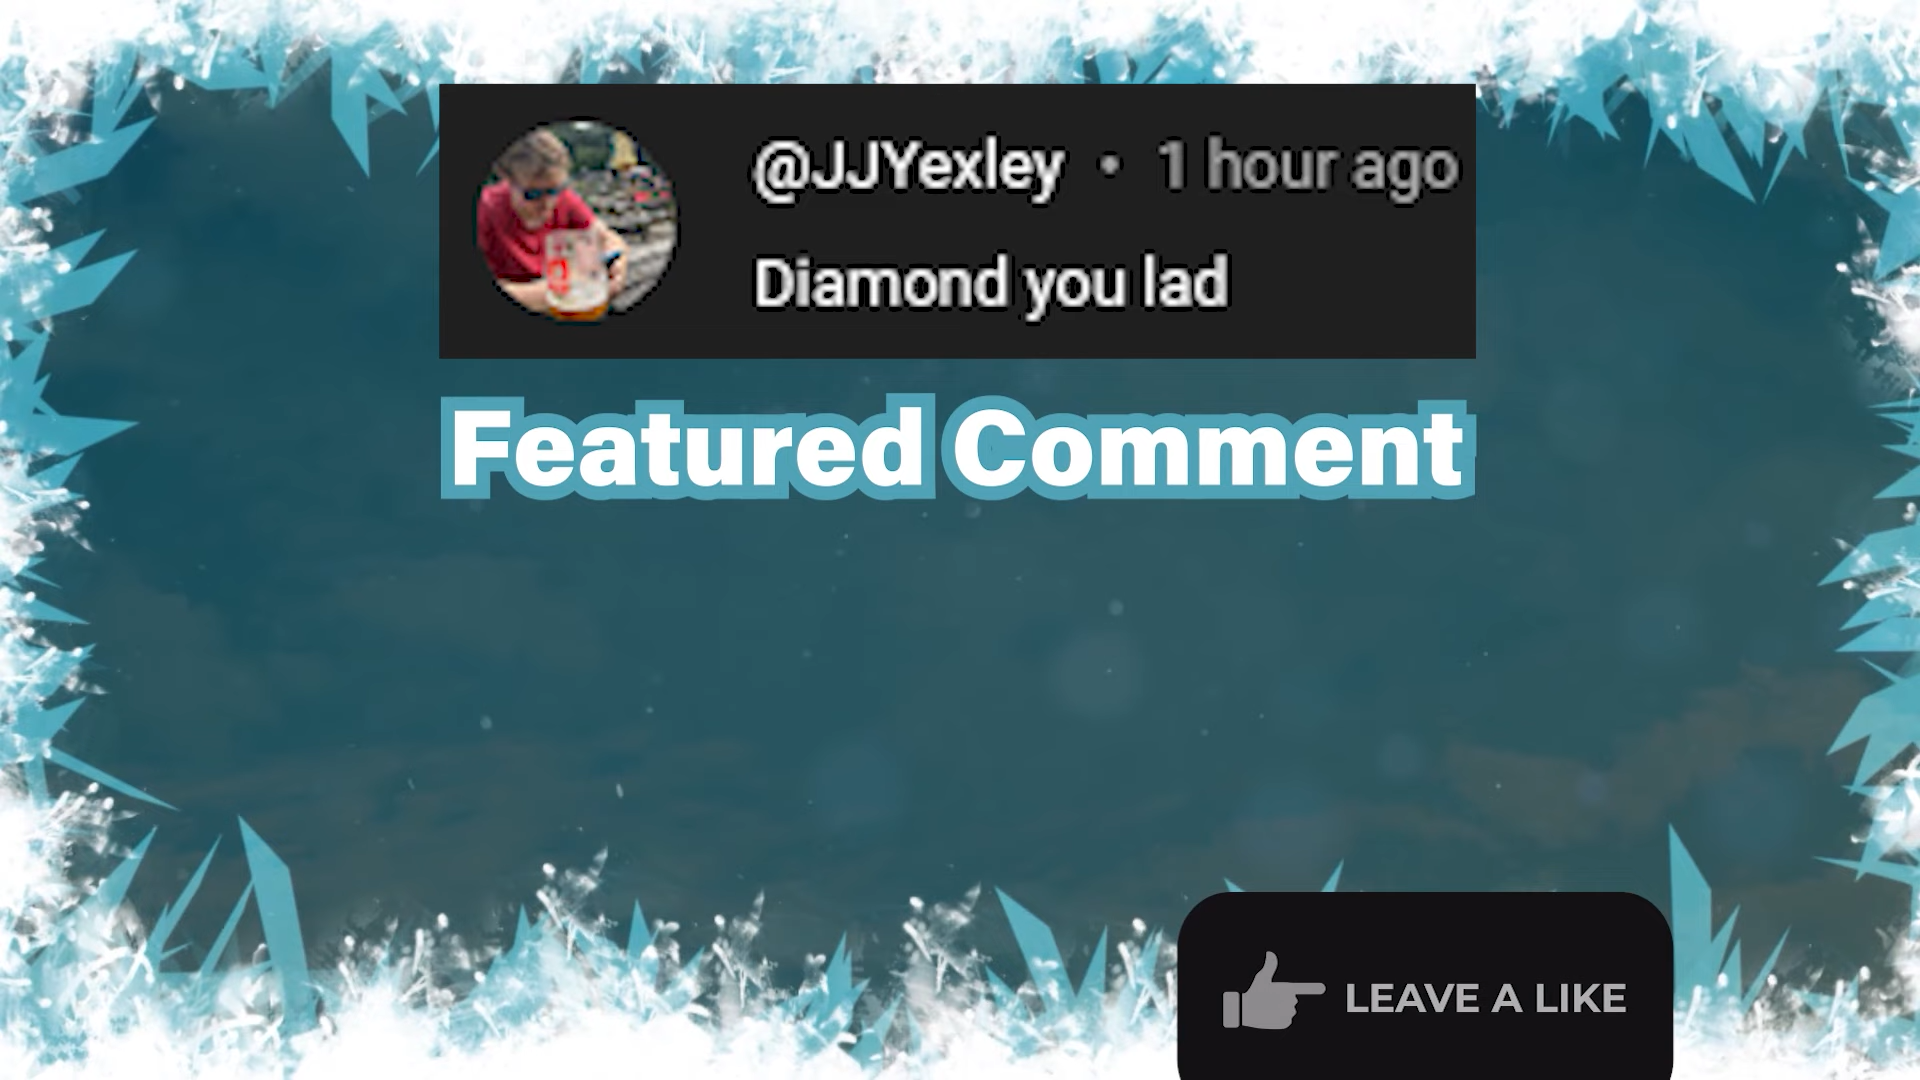 @JJYexley • 1 hour ago
Diamond you lad
Featured Comment
LEAVE A LIKE